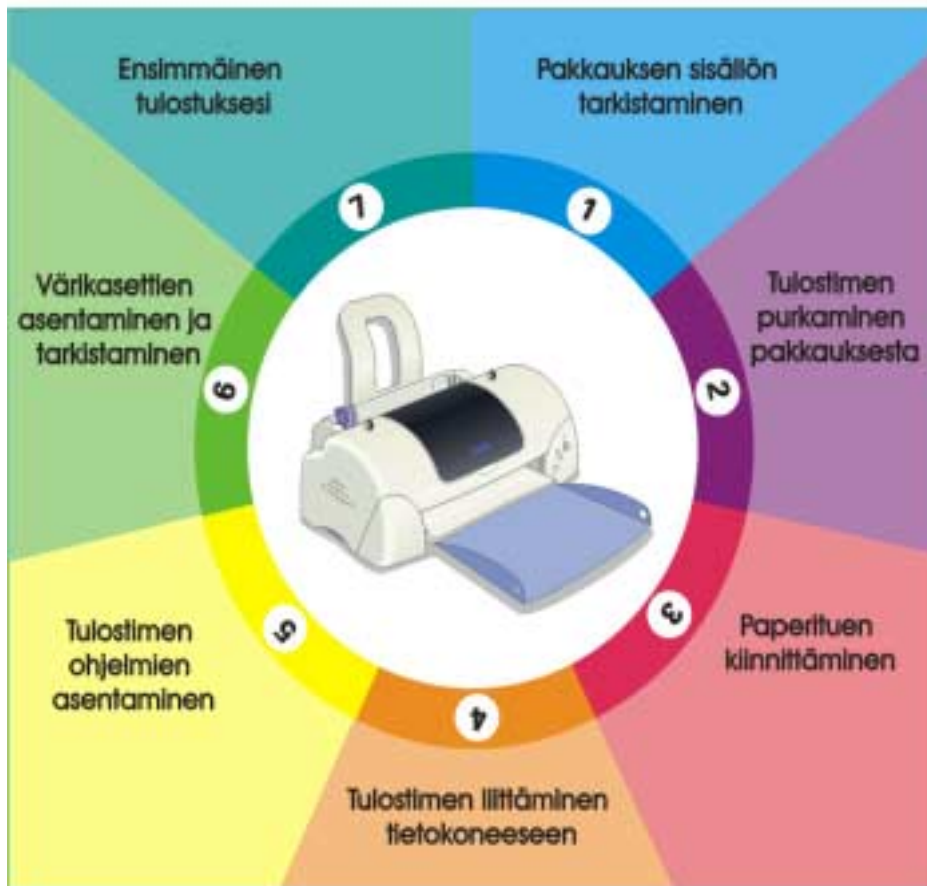 Pakkauksen sisällön
tarkistaminen
1
Tulostimen
purkaminen
pakkauksesta
2
Paperituen
kiinnittäminen
3
Tulostimen liittäminen
tietokoneeseen
4
Tulostimen
ohjelmien
asentaminen
5
Värikasettien
asentaminen ja
tarkistaminen
6
Ensimmäinen
tulostuksesi
7